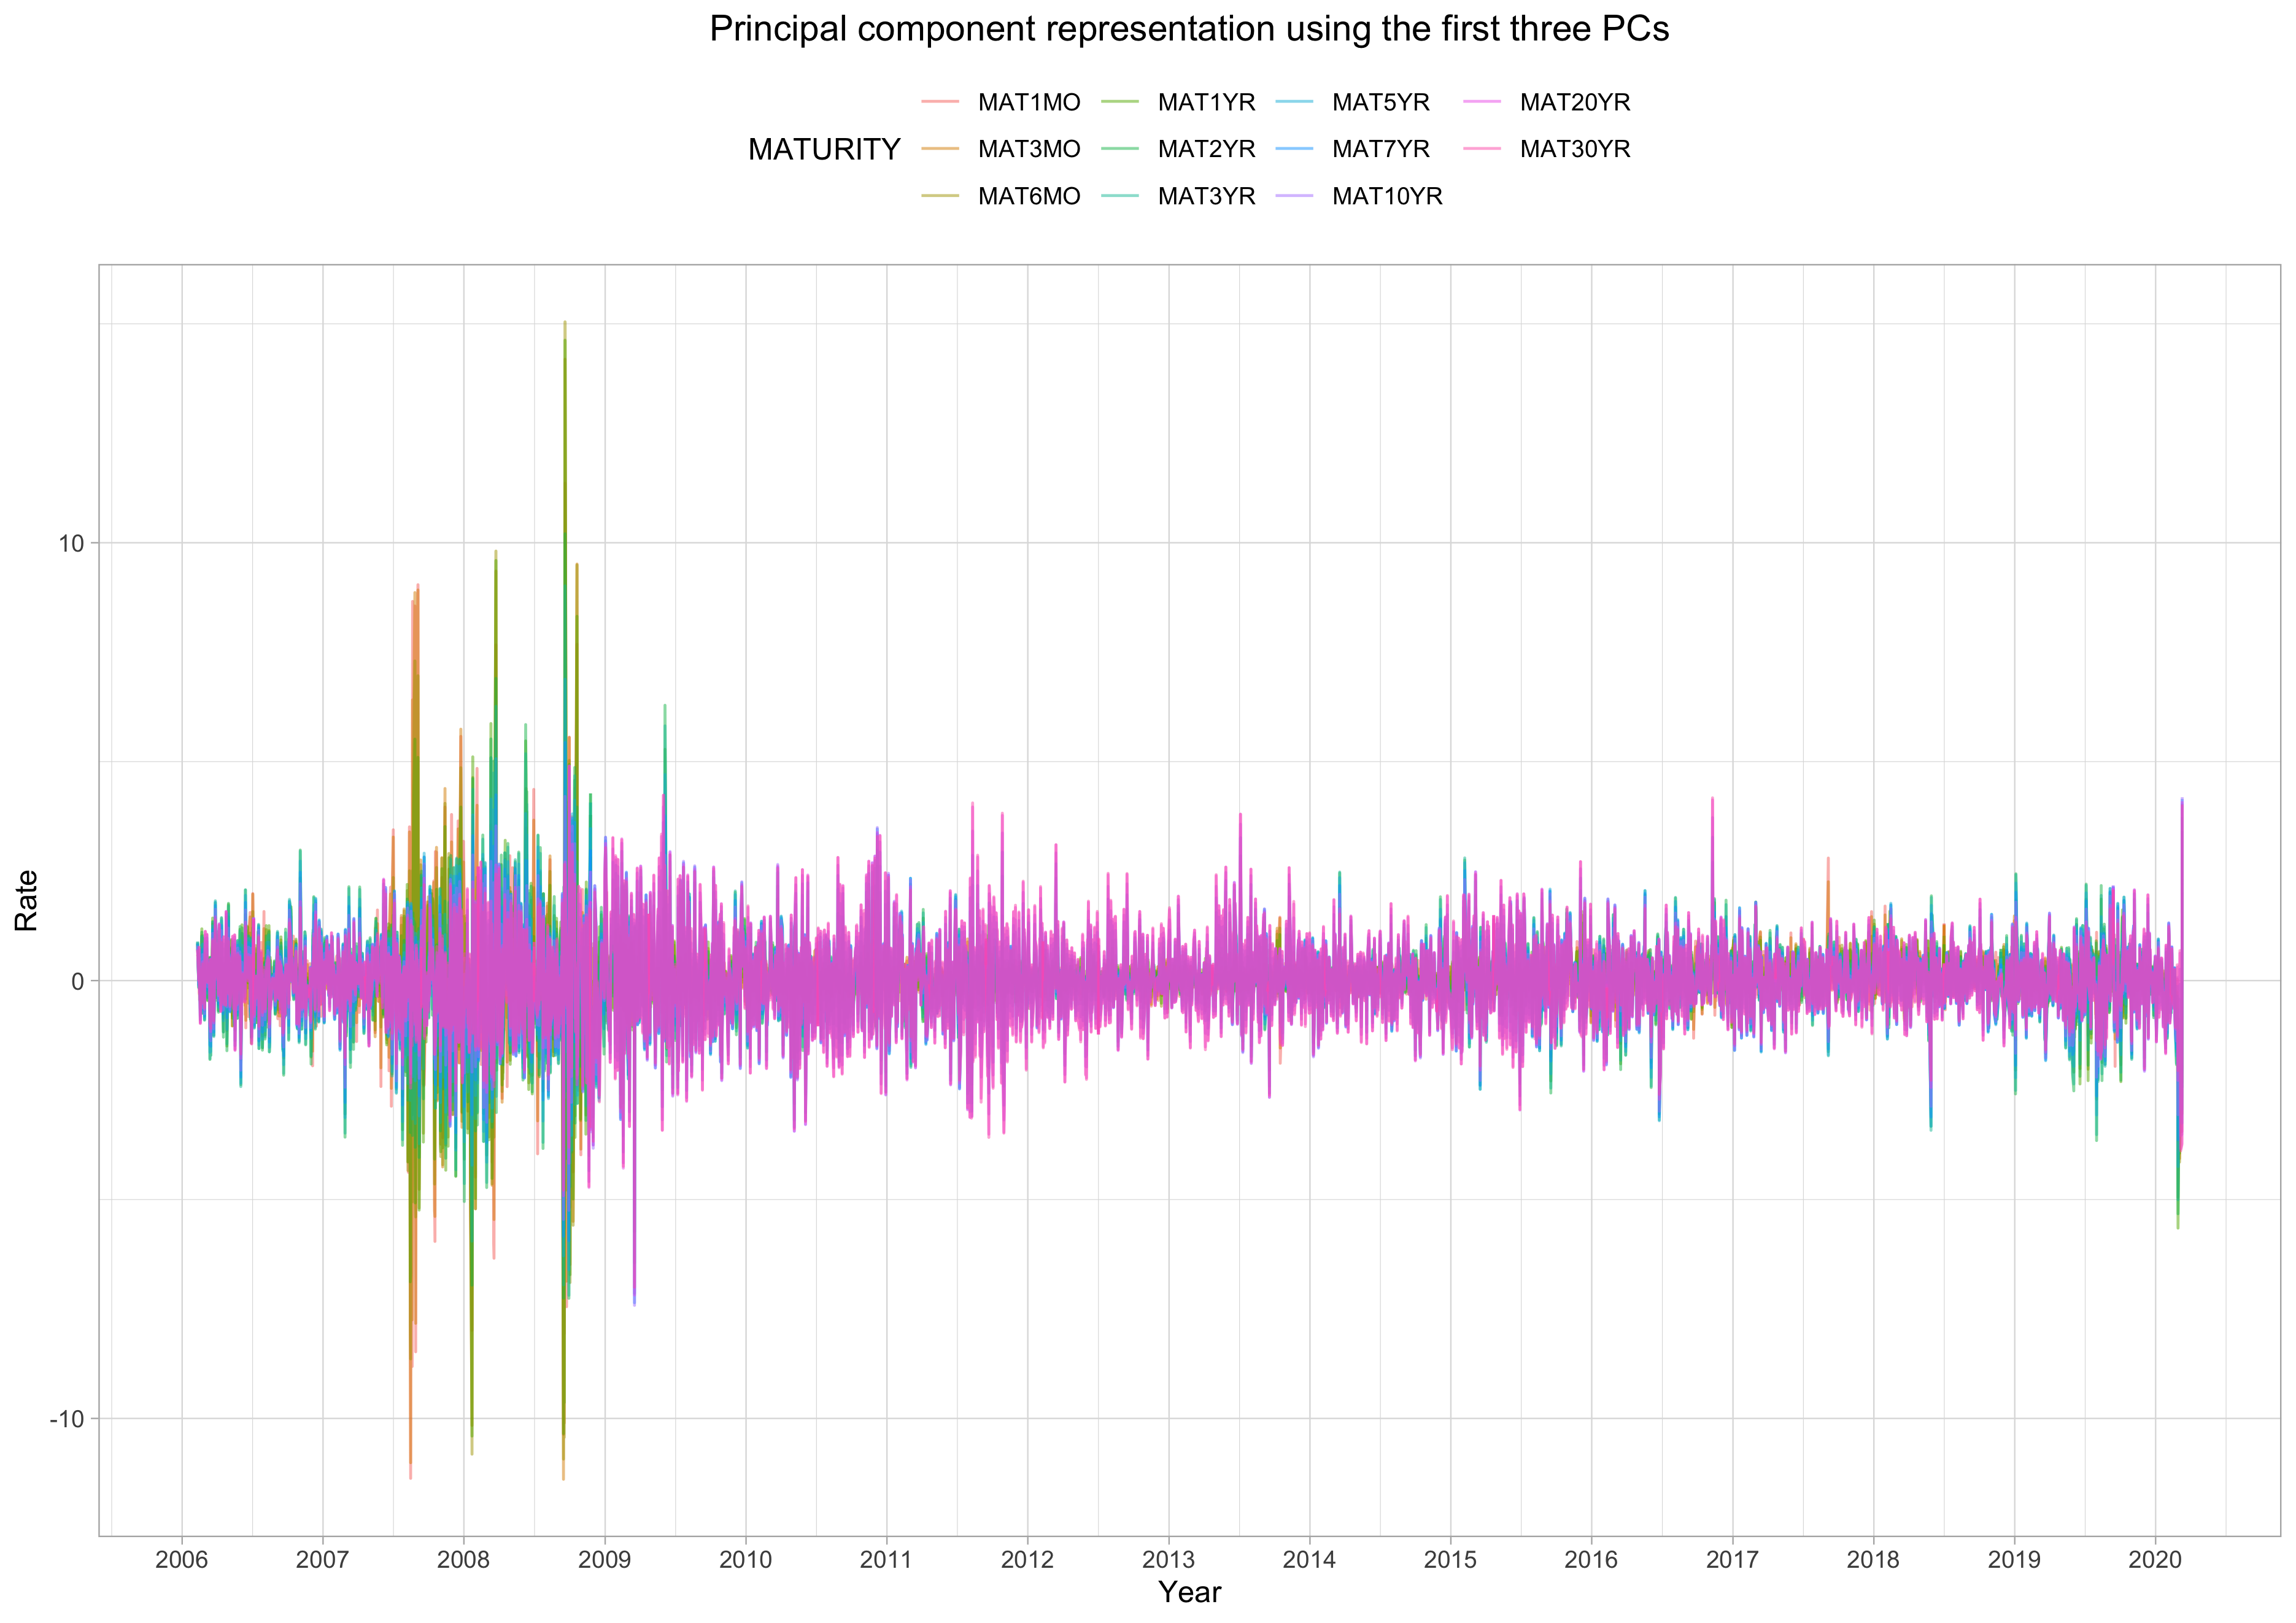 Principal component representation using the first three PCs
MAT1MO MAT1YR MAT5YR MAT20YR
MATURITY MAT3MO MAT2YR MAT7YR MAT30YR
MAT6MO MAT3YR MAT10YR
10
0
-10
Rate
2006 2007 2008 2009 2010 2011 2012 2013 2014 2015 2016 2017 2018 2019 2020
Year